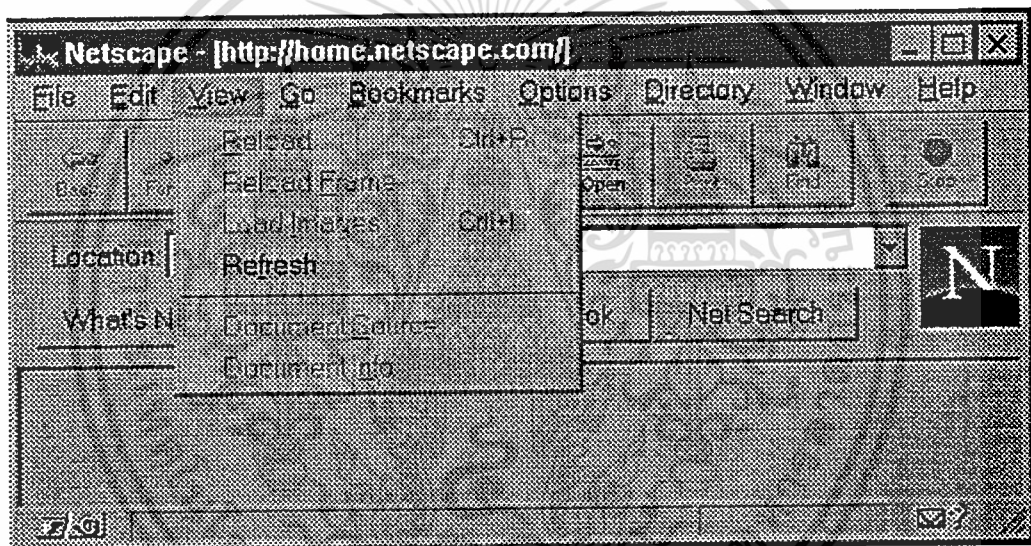 Netscape - [http://home.netscape.com/]
File Edit View Go Bookmarks Options Directory Window Help
Reload Ctrl+R
Reload Frame
Load Images Ctrl+I
Refresh
Document Source
Document Info
Open Find Stop
Location:
What's N ok Net Search
N